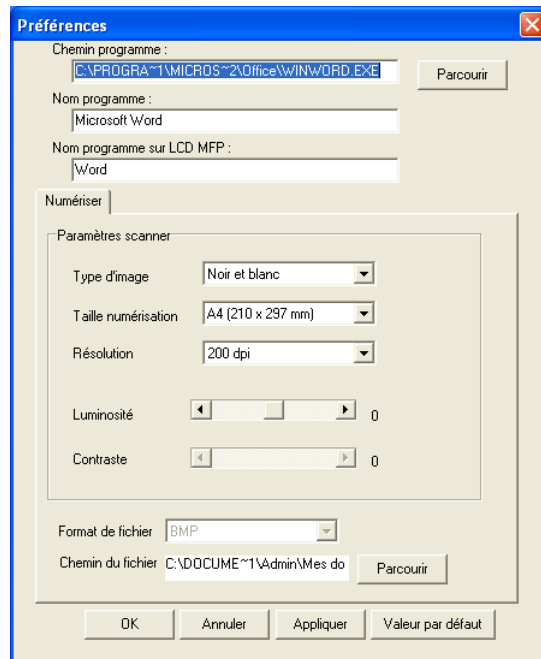 Préférences
Chemin programme :
C:\PROGRA~1\MICROS~2\Office\WINWORD.EXE
Parcourir
Nom programme :
Microsoft Word
Nom programme sur LCD MFP :
Word
Numériser
Paramètres scanner
Type d'image Noir et blanc
Taille numérisation A4 (210 x 297 mm)
Résolution 200 dpi
Luminosité 0
Contraste 0
Format de fichier BMP
Chemin du fichier C:\DOCUME~1\Admin\Mes do Parcourir
OK Annuler Appliquer Valeur par défaut